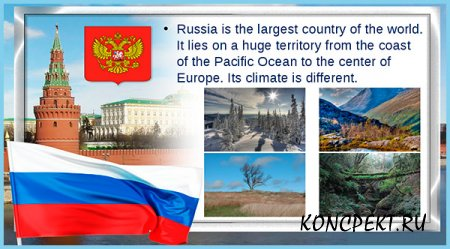 • Russia is the largest country of the world.
It lies on a huge territory from the coast
of the Pacific Ocean to the center of
Europe. Its climate is different.
KONCPEKT.RU